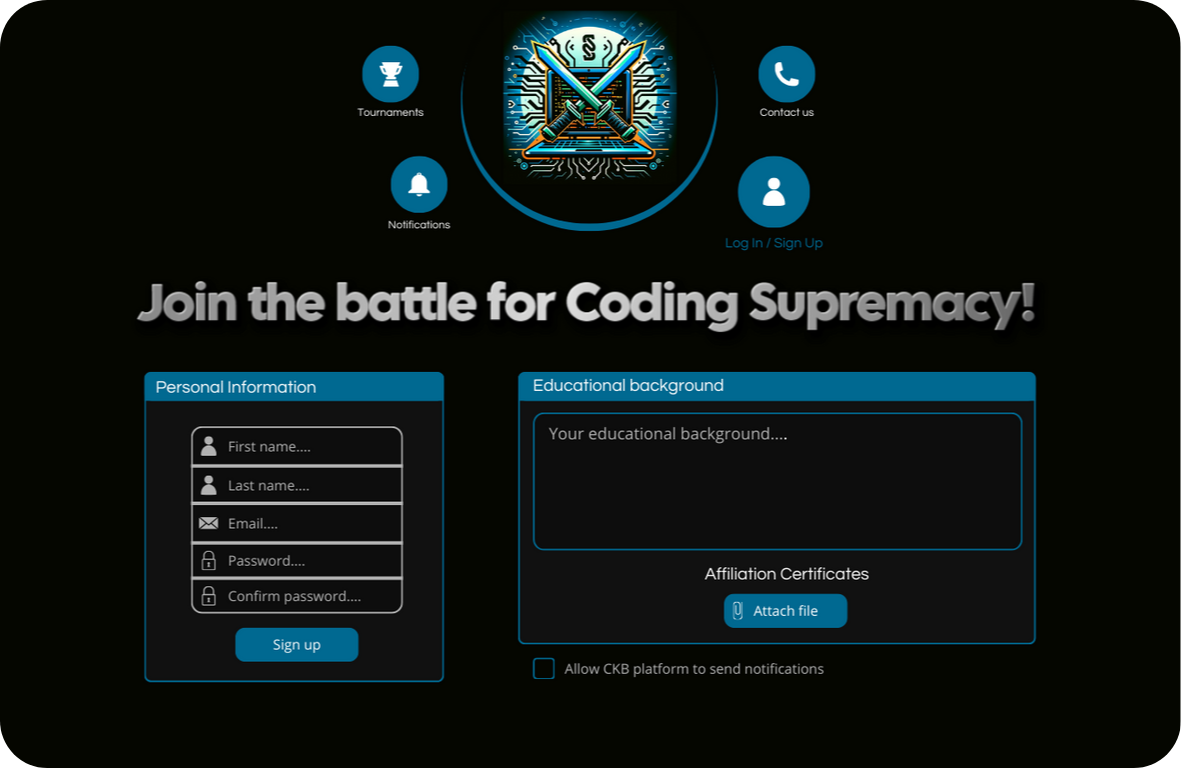 Tournaments
Contact us
Notifications
Log In / Sign Up
Join the battle for Coding Supremacy!
Personal Information
First name....
Last name....
Email....
Password....
Confirm password....
Sign up
Educational background
Your educational background....
Affiliation Certificates
Attach file
Allow CKB platform to send notifications